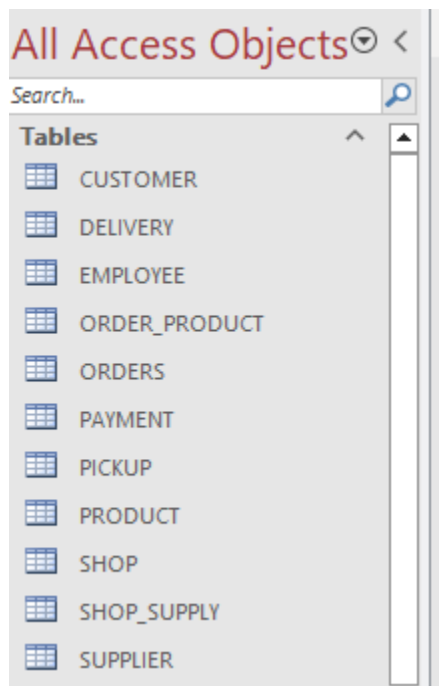 All Access Objects
Search...
Tables
CUSTOMER
DELIVERY
EMPLOYEE
ORDER_PRODUCT
ORDERS
PAYMENT
PICKUP
PRODUCT
SHOP
SHOP_SUPPLY
SUPPLIER